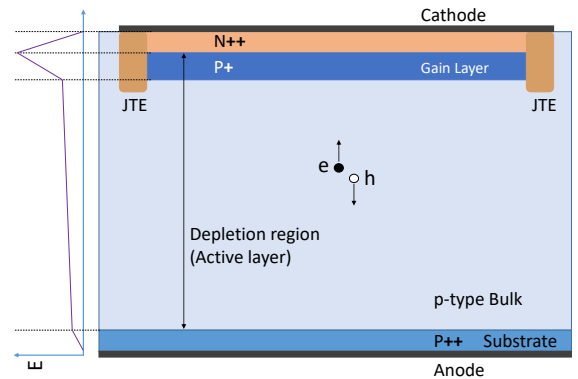 Cathode
N++
P+ Gain Layer
JTE JTE
e h
Depletion region
(Active layer)
p-type Bulk
P++ Substrate
E
Anode